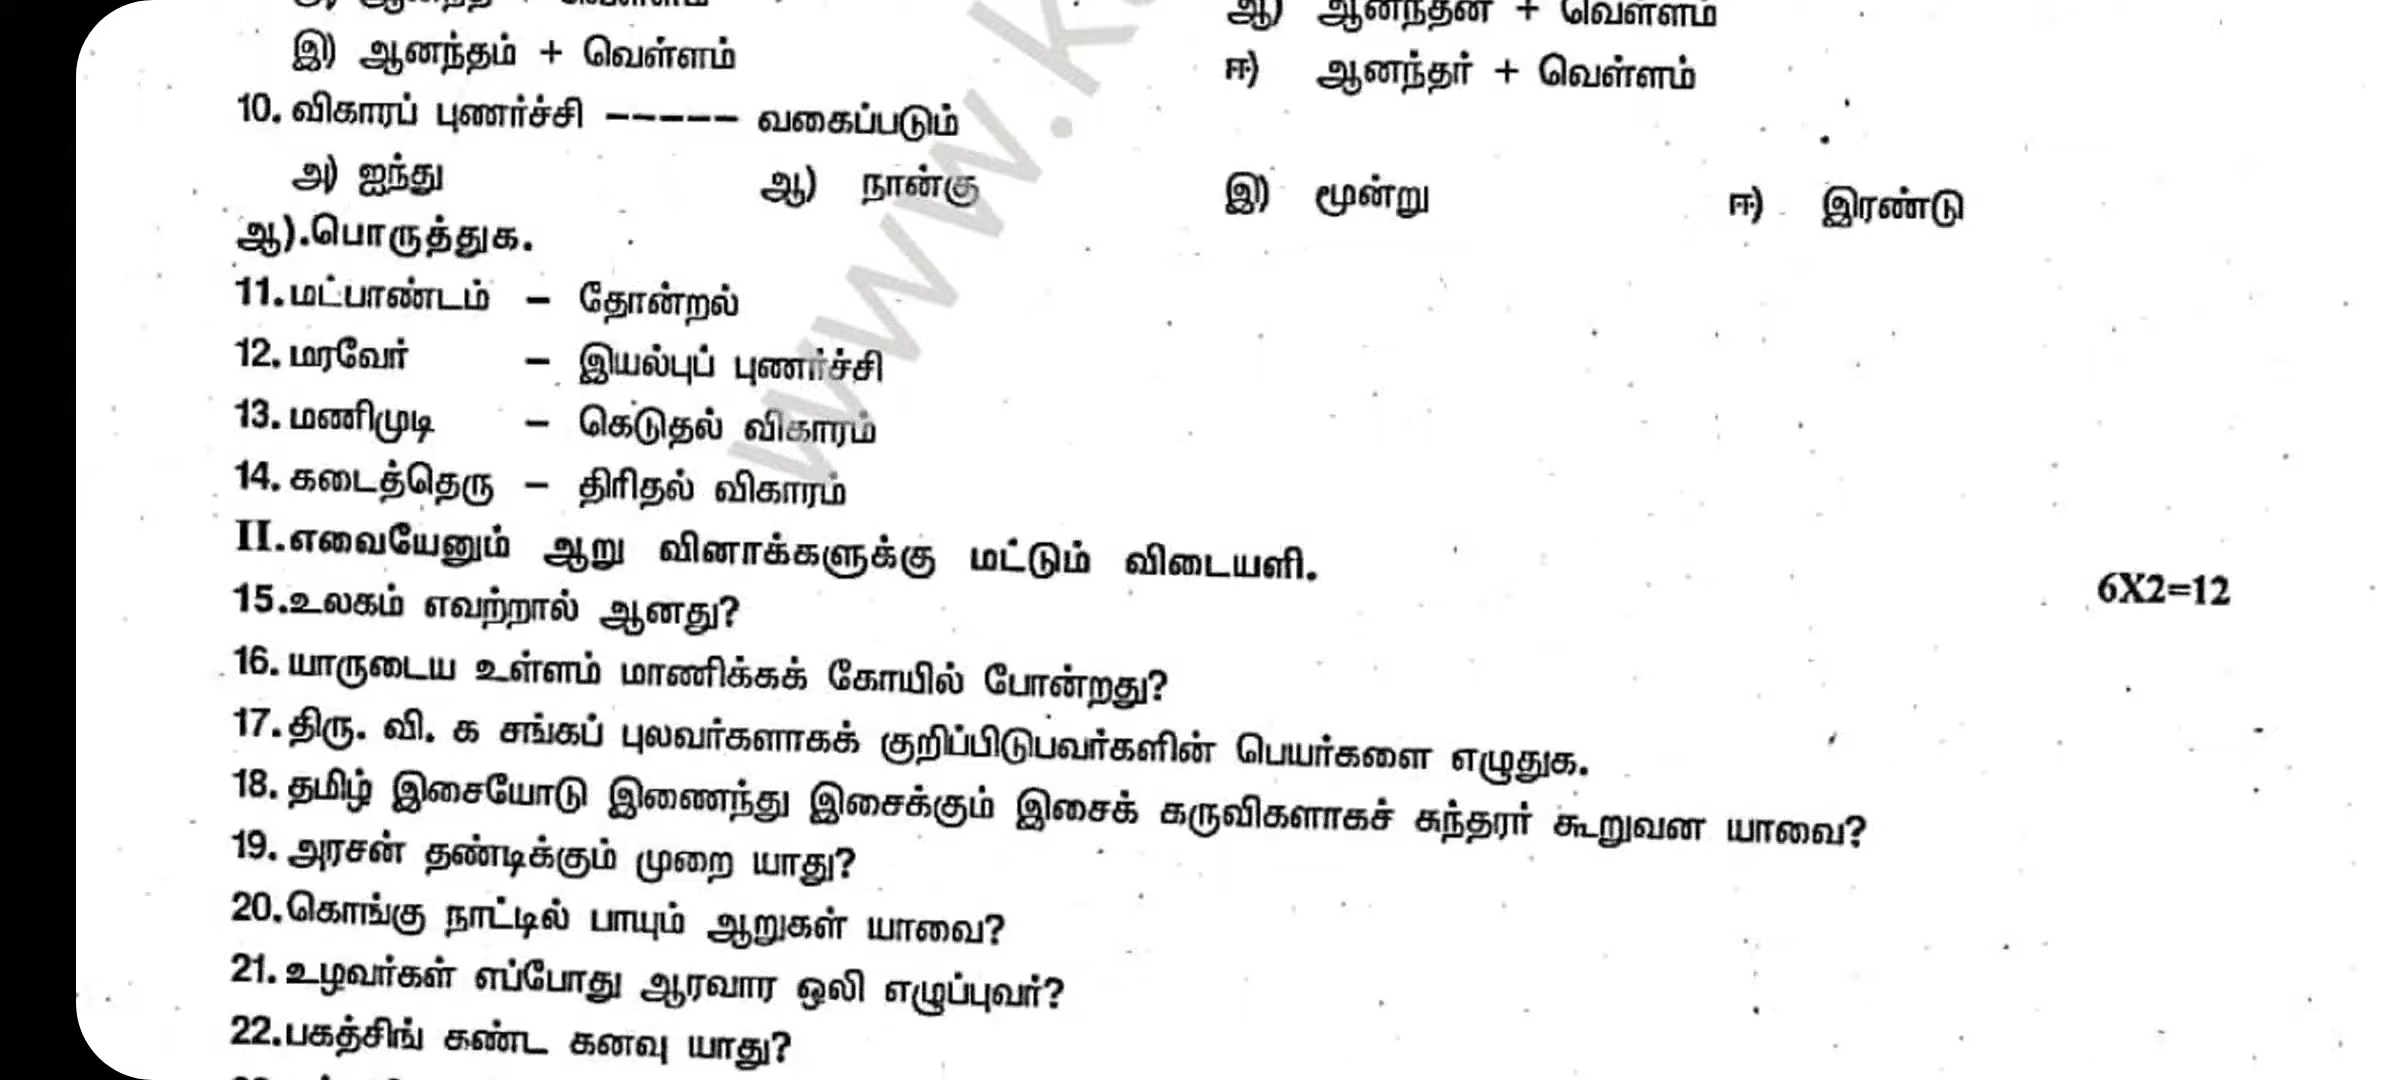 ஆ) ஆனந்தன் + வெள்ளம்
இ) ஆனந்தம் + வெள்ளம் ஈ) ஆனந்தர் + வெள்ளம்
10. விகாரப் புணர்ச்சி ----- வகைப்படும்
அ) ஐந்து ஆ) நான்கு இ) மூன்று ஈ) இரண்டு
ஆ).பொருத்துக.
11. மட்பாண்டம் – தோன்றல்
12. மரவேர் – இயல்புப் புணர்ச்சி
13. மணிமுடி – கெடுதல் விகாரம்
14. கடைத்தெரு – திரிதல் விகாரம்
II.எவையேனும் ஆறு வினாக்களுக்கு மட்டும் விடையளி. 6X2=12
15.உலகம் எவற்றால் ஆனது?
16. யாருடைய உள்ளம் மாணிக்கக் கோயில் போன்றது?
17. திரு. வி. க சங்கப் புலவர்களாகக் குறிப்பிடுபவர்களின் பெயர்களை எழுதுக.
18. தமிழ் இசையோடு இணைந்து இசைக்கும் இசைக் கருவிகளாகச் சுந்தரர் கூறுவன யாவை?
19. அரசன் தண்டிக்கும் முறை யாது?
20.கொங்கு நாட்டில் பாயும் ஆறுகள் யாவை?
21. உழவர்கள் எப்போது ஆரவார ஒலி எழுப்புவர்?
22.பகத்சிங் கண்ட கனவு யாது?
www.k